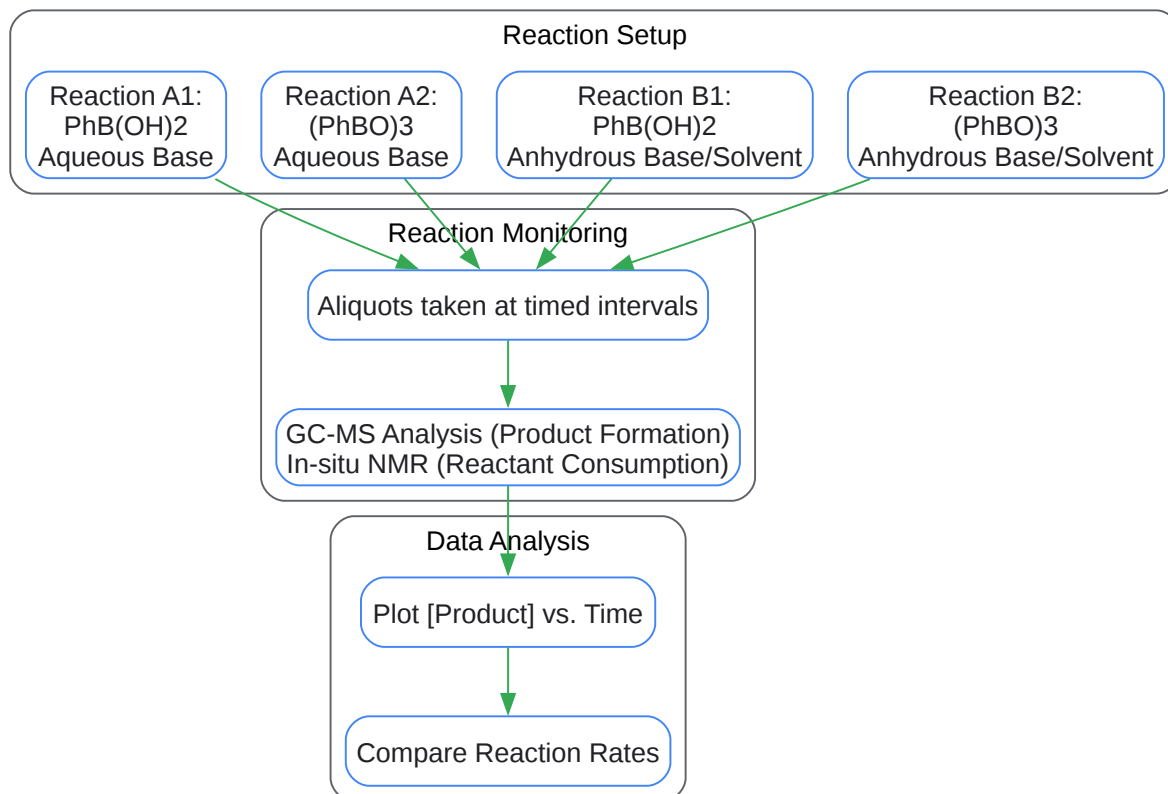 Reaction Setup
Reaction A1:
PhB(OH)2
Aqueous Base
Reaction A2:
(PhBO)3
Aqueous Base
Reaction B1:
PhB(OH)2
Anhydrous Base/Solvent
Reaction B2:
(PhBO)3
Anhydrous Base/Solvent
Reaction Monitoring
Aliquots taken at timed intervals
GC-MS Analysis (Product Formation)
In-situ NMR (Reactant Consumption)
Data Analysis
Plot [Product] vs. Time
Compare Reaction Rates